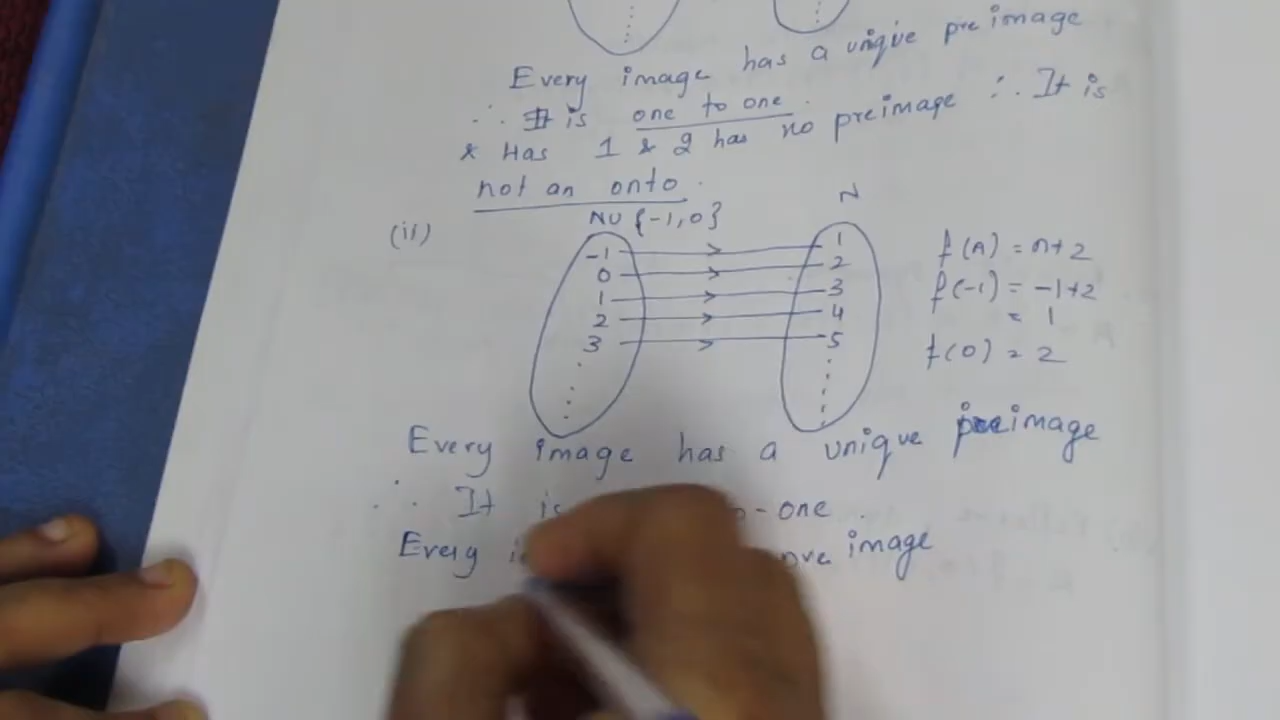 Every image has a unique preimage
∴ It is one to one.
& Has 1 & 2 has no preimage ∴ It is
not an onto.
(ii)
NU {-1,0}
N
-1
0
1
2
3
1
2
3
4
5
f(n) = n+2
f(-1) = -1+2
= 1
f(0) = 2
Every image has a unique preimage
∴ It is -one.
Every image